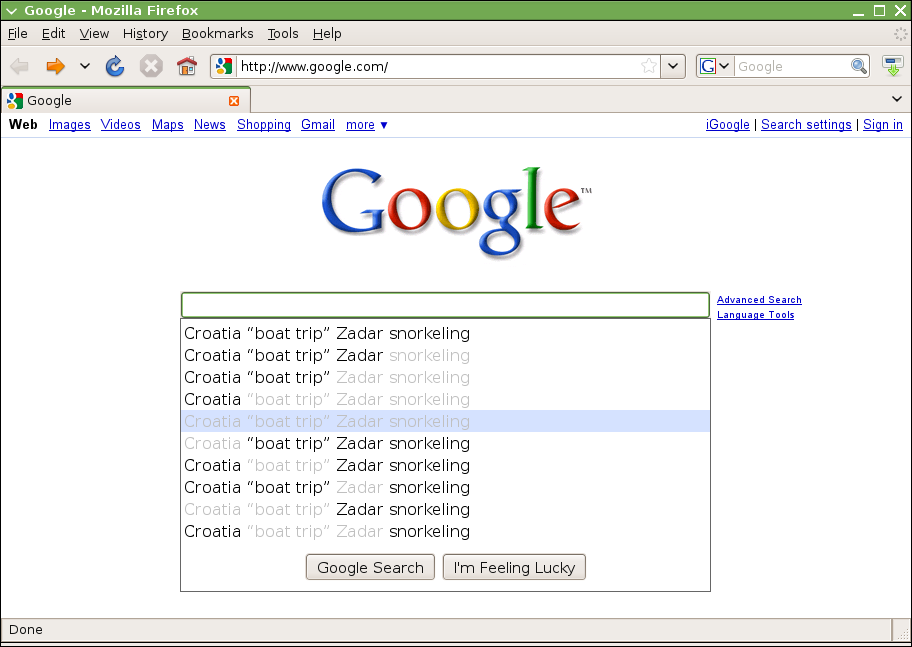 Google - Mozilla Firefox
File Edit View History Bookmarks Tools Help
http://www.google.com/ G Google
Google
Web Images Videos Maps News Shopping Gmail more ▼ iGoogle | Search settings | Sign in
Google™
Advanced Search
Language Tools
Croatia “boat trip” Zadar snorkeling
Croatia “boat trip” Zadar snorkeling
Croatia “boat trip” Zadar snorkeling
Croatia “boat trip” Zadar snorkeling
Croatia “boat trip” Zadar snorkeling
Croatia “boat trip” Zadar snorkeling
Croatia “boat trip” Zadar snorkeling
Croatia “boat trip” Zadar snorkeling
Croatia “boat trip” Zadar snorkeling
Croatia “boat trip” Zadar snorkeling
Google Search I'm Feeling Lucky
Done